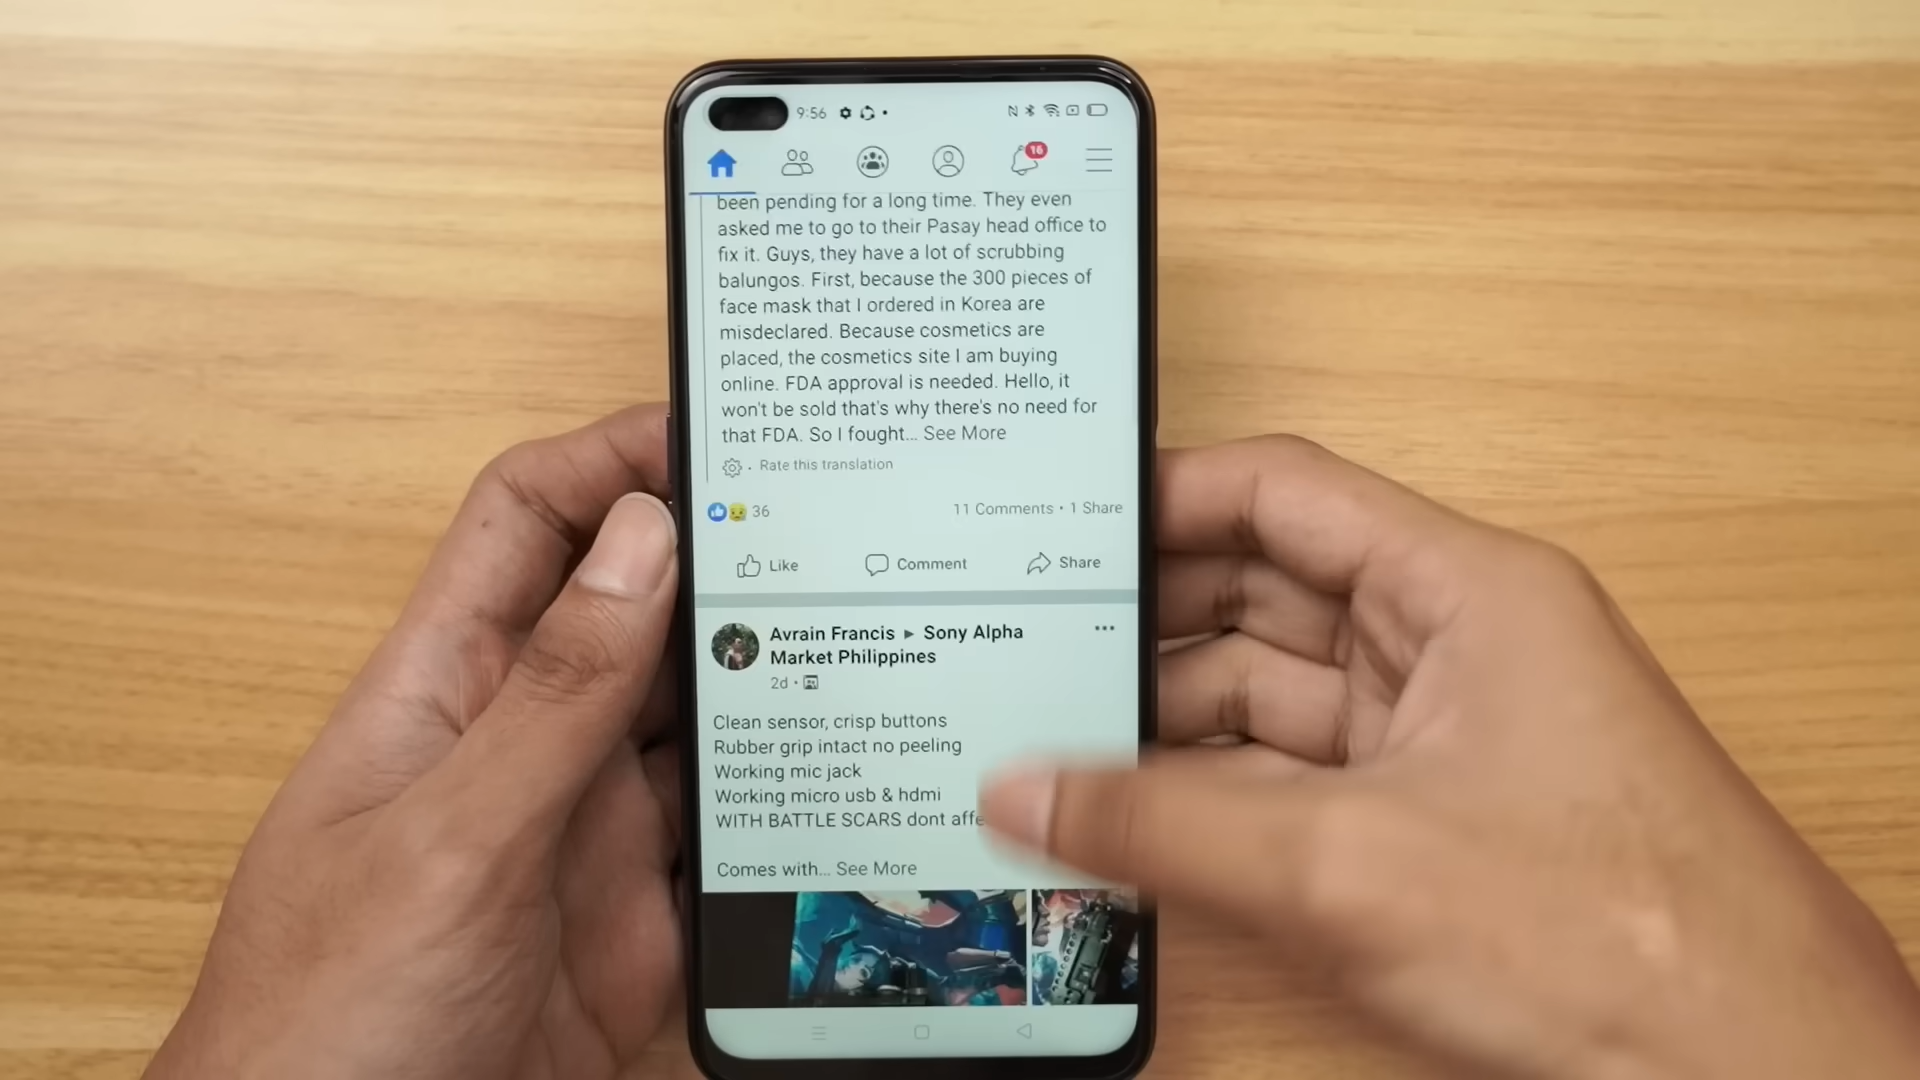 9:56
16
been pending for a long time. They even
asked me to go to their Pasay head office to
fix it. Guys, they have a lot of scrubbing
balungos. First, because the 300 pieces of
face mask that I ordered in Korea are
misdeclared. Because cosmetics are
placed, the cosmetics site I am buying
online. FDA approval is needed. Hello, it
won't be sold that's why there's no need for
that FDA. So I fought... See More
· Rate this translation
36
11 Comments • 1 Share
Like
Comment
Share
Avrain Francis ▸ Sony Alpha
Market Philippines
2d ·
Clean sensor, crisp buttons
Rubber grip intact no peeling
Working mic jack
Working micro usb & hdmi
WITH BATTLE SCARS dont affe
Comes with... See More